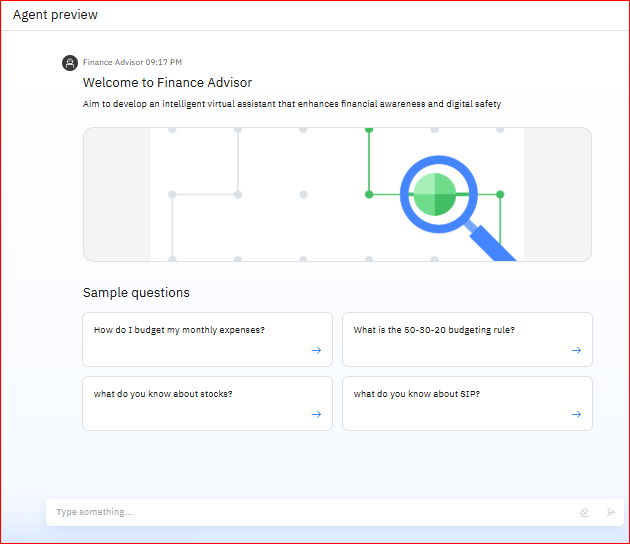 Agent preview
Finance Advisor 09:17 PM
Welcome to Finance Advisor
Aim to develop an intelligent virtual assistant that enhances financial awareness and digital safety
Sample questions
How do I budget my monthly expenses?
What is the 50-30-20 budgeting rule?
what do you know about stocks?
what do you know about SIP?
Type something...